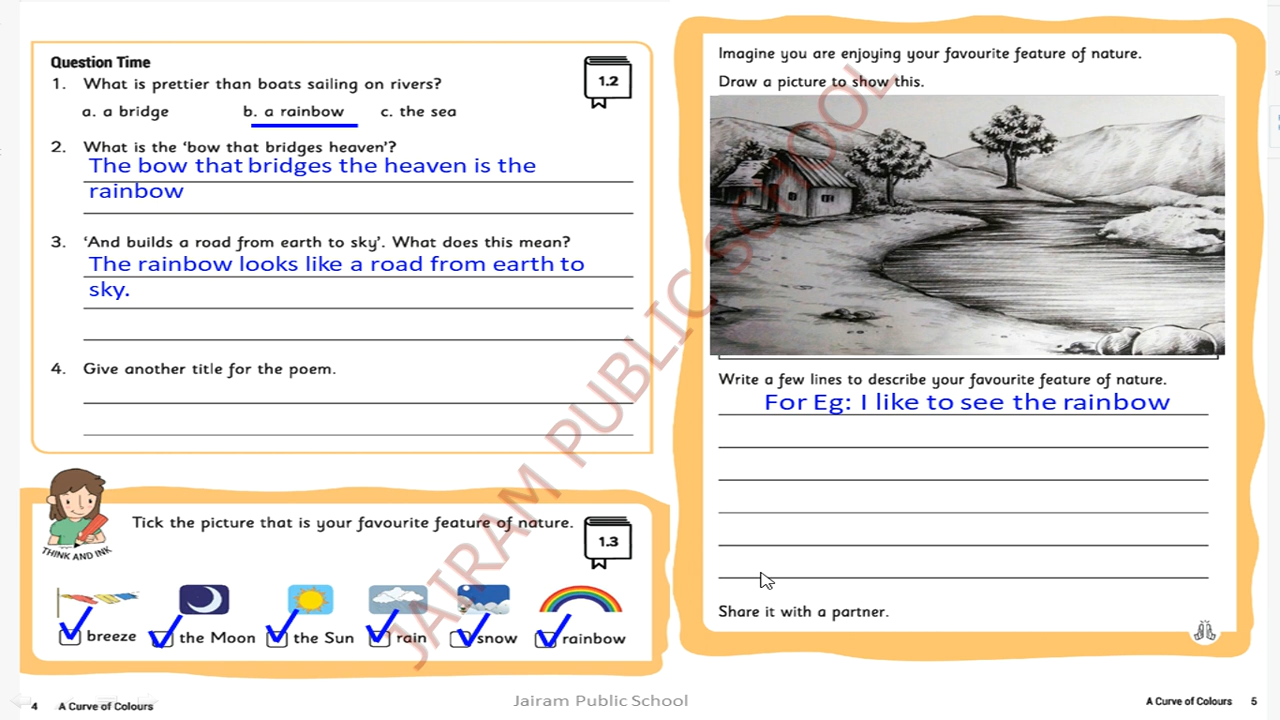 Question Time
1. What is prettier than boats sailing on rivers?
1.2
a. a bridge b. a rainbow c. the sea
2. What is the 'bow that bridges heaven'?
The bow that bridges the heaven is the
rainbow
3. 'And builds a road from earth to sky'. What does this mean?
The rainbow looks like a road from earth to
sky.
4. Give another title for the poem.
THINK AND INK
Tick the picture that is your favourite feature of nature.
1.3
breeze the Moon the Sun rain snow rainbow
4 A Curve of Colours
Imagine you are enjoying your favourite feature of nature.
Draw a picture to show this.
Write a few lines to describe your favourite feature of nature.
For Eg: I like to see the rainbow
Share it with a partner.
A Curve of Colours 5
JAIRAM PUBLIC SCHOOL
Jairam Public School